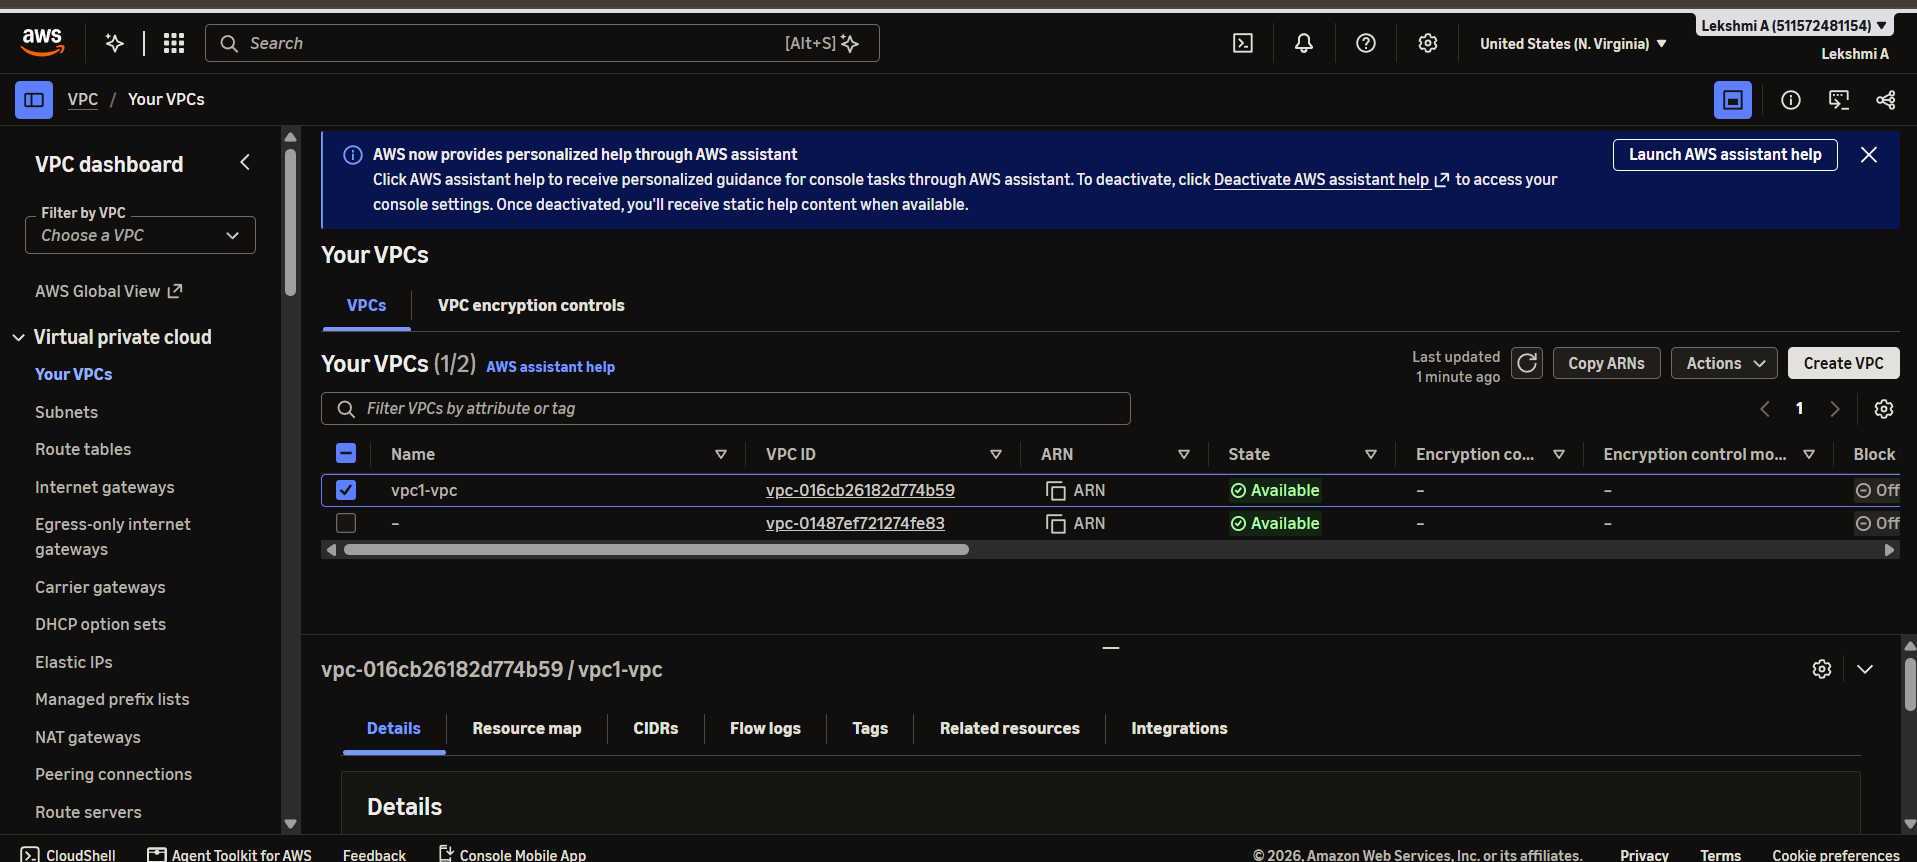 aws
Search [Alt+S]
United States (N. Virginia)
Lekshmi A (511572481154)
Lekshmi A
VPC / Your VPCs
VPC dashboard
Filter by VPC
Choose a VPC
AWS Global View
Virtual private cloud
Your VPCs
Subnets
Route tables
Internet gateways
Egress-only internet
gateways
Carrier gateways
DHCP option sets
Elastic IPs
Managed prefix lists
NAT gateways
Peering connections
Route servers
AWS now provides personalized help through AWS assistant
Click AWS assistant help to receive personalized guidance for console tasks through AWS assistant. To deactivate, click Deactivate AWS assistant help to access your
console settings. Once deactivated, you'll receive static help content when available.
Launch AWS assistant help
Your VPCs
VPCs VPC encryption controls
Your VPCs (1/2) AWS assistant help
Last updated
1 minute ago
Copy ARNs Actions Create VPC
Filter VPCs by attribute or tag
1
Name VPC ID ARN State Encryption co... Encryption control mo... Block
vpc1-vpc vpc-016cb26182d774b59 ARN Available – – Off
– vpc-01487ef721274fe83 ARN Available – – Off
vpc-016cb26182d774b59 / vpc1-vpc
Details Resource map CIDRs Flow logs Tags Related resources Integrations
Details
CloudShell Agent Toolkit for AWS Feedback Console Mobile App
© 2026, Amazon Web Services, Inc. or its affiliates. Privacy Terms Cookie preferences